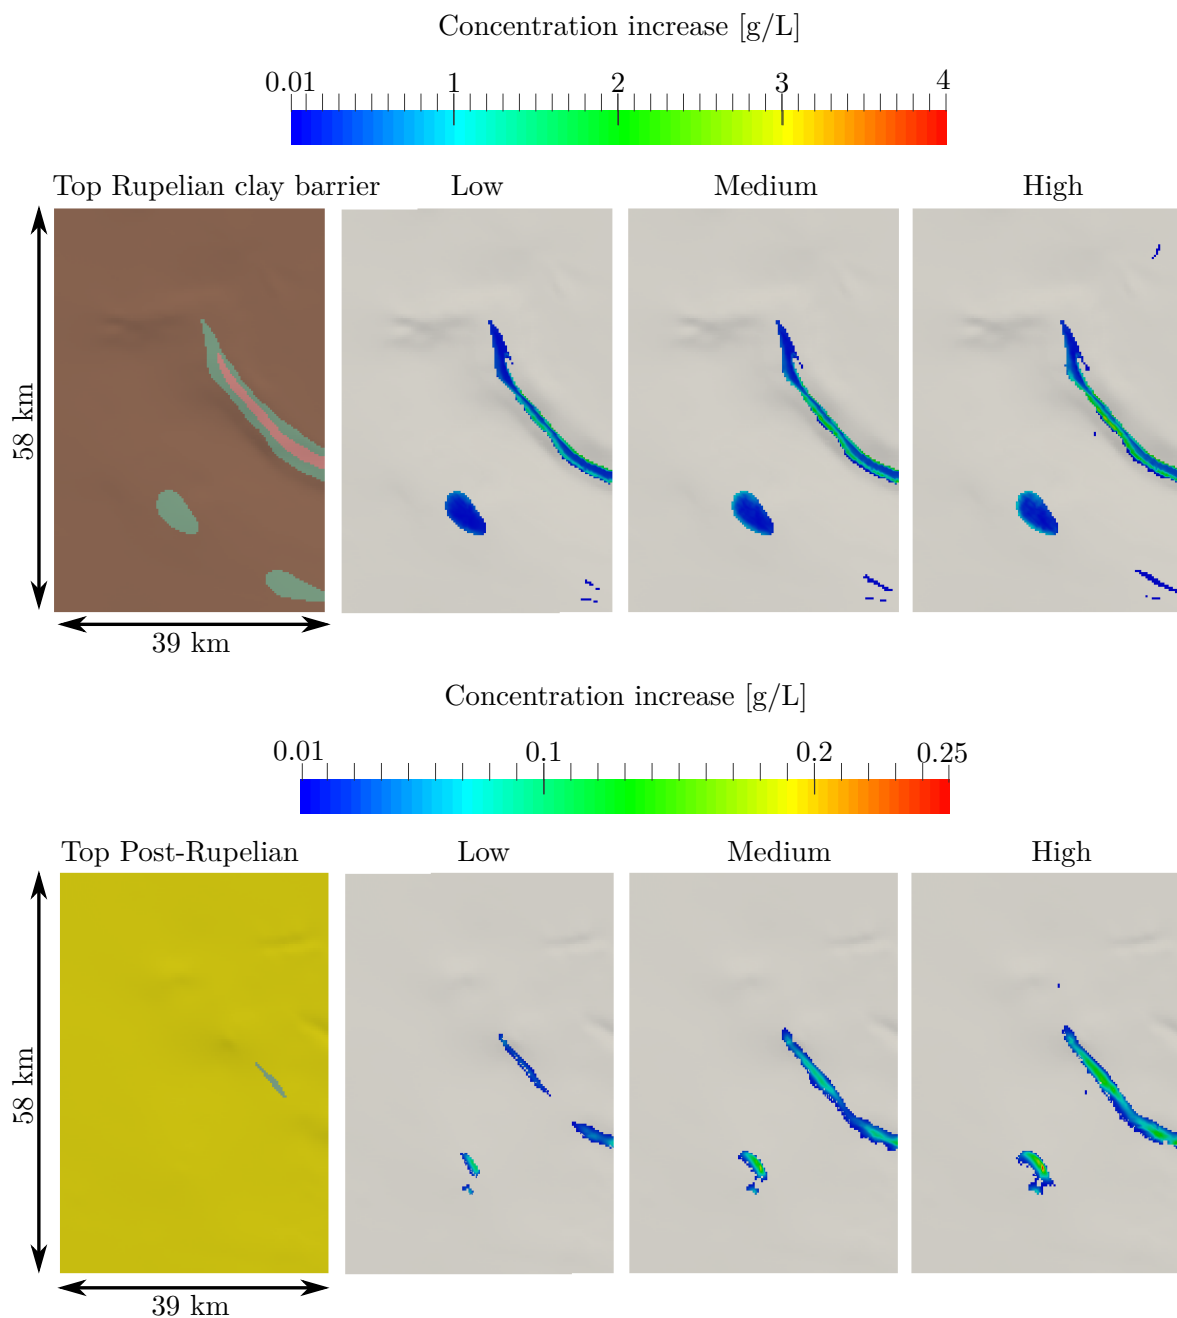 Concentration increase [g/L]
0.01 1 2 3 4
Top Rupelian clay barrier Low Medium High
58 km
39 km
Concentration increase [g/L]
0.01 0.1 0.2 0.25
Top Post-Rupelian Low Medium High
58 km
39 km